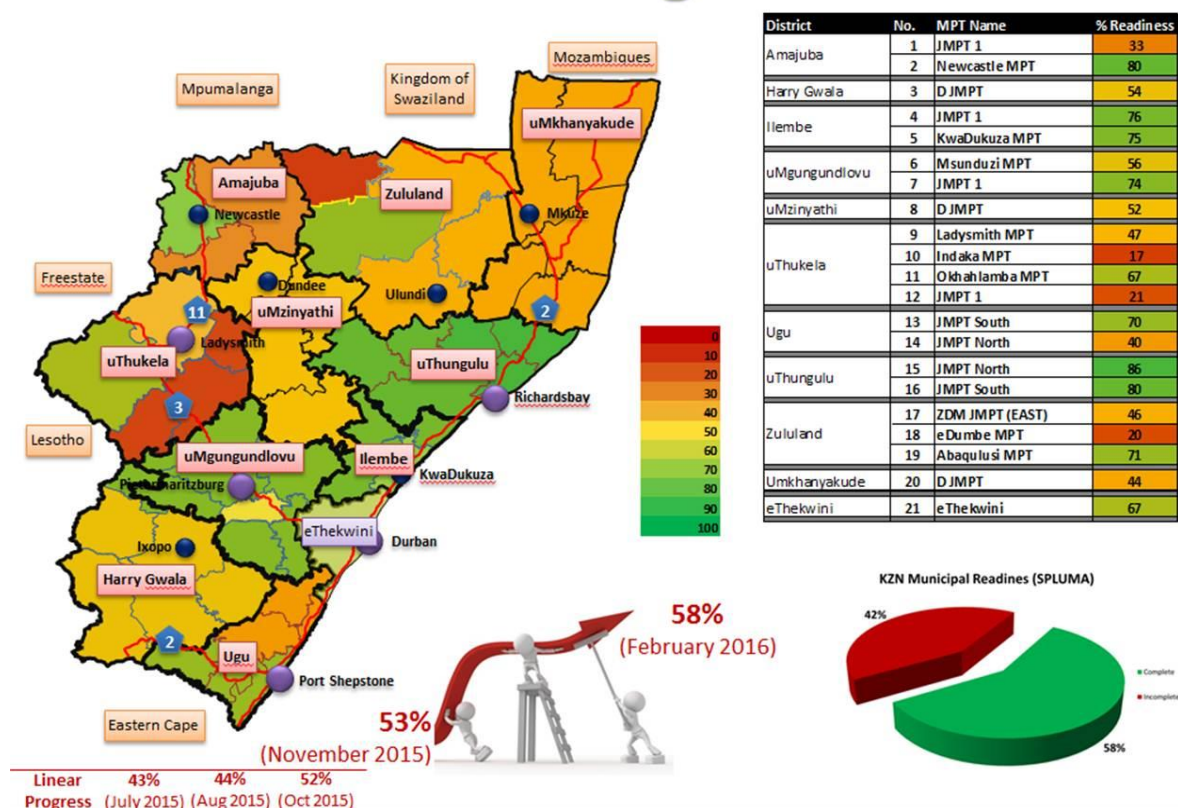 Mozambiques
Kingdom of
Swaziland
Mpumalanga
uMkhanyakude
Amajuba
Zululand
Newcastle
Mkuze
Freestate
Dundee
Ulundi
11
uMzinyathi
2
Ladysmith
uThukela
uThungulu
Richardsbay
3
Lesotho
uMgungundlovu
Ilembe
KwaDukuza
Pietermaritzburg
eThekwini
Durban
Ixopo
Harry Gwala
2
Ugu
Port Shepstone
Eastern Cape
0
10
20
30
40
50
60
70
80
90
100
District No. MPT Name % Readiness
Amajuba 1 JMPT 1 33
2 Newcastle MPT 80
Harry Gwala 3 DJMPT 54
Ilembe 4 JMPT 1 76
5 KwaDukuza MPT 75
uMgungundlovu 6 Msunduzi MPT 56
7 JMPT 1 74
uMzinyathi 8 DJMPT 52
uThukela 9 Ladysmith MPT 47
10 Indaka MPT 17
11 Okhahlamba MPT 67
12 JMPT 1 21
Ugu 13 JMPT South 70
14 JMPT North 40
uThungulu 15 JMPT North 86
16 JMPT South 80
Zululand 17 ZDM JMPT (EAST) 46
18 eDumbe MPT 20
19 Abaqulusi MPT 71
Umkhanyakude 20 DJMPT 44
eThekwini 21 eThekwini 67
58%
(February 2016)
53%
(November 2015)
Linear 43% 44% 52%
Progress (July 2015) (Aug 2015) (Oct 2015)
KZN Municipal Readines (SPLUMA)
42%
Complete
Incomplete
58%